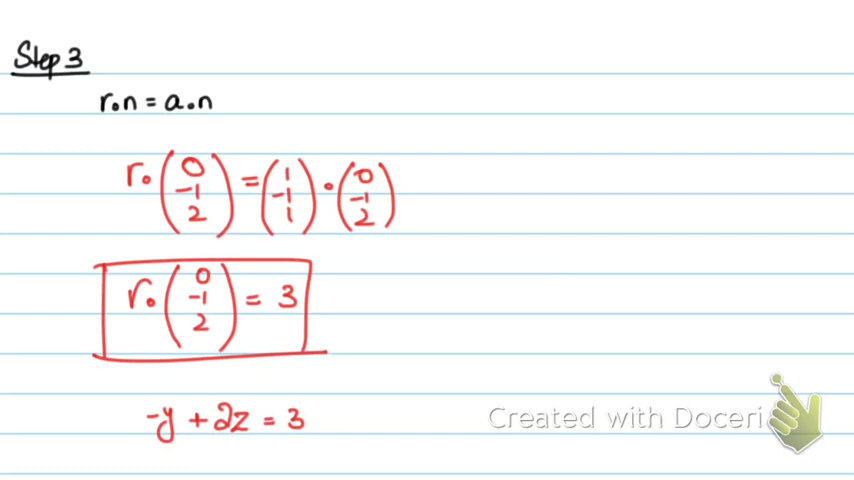 Step 3
r.n = a.n
r. (0 -1 2) = (1 -1 1) . (0 -1 2)
r. (0 -1 2) = 3
-y + 2z = 3
Created with Doceri